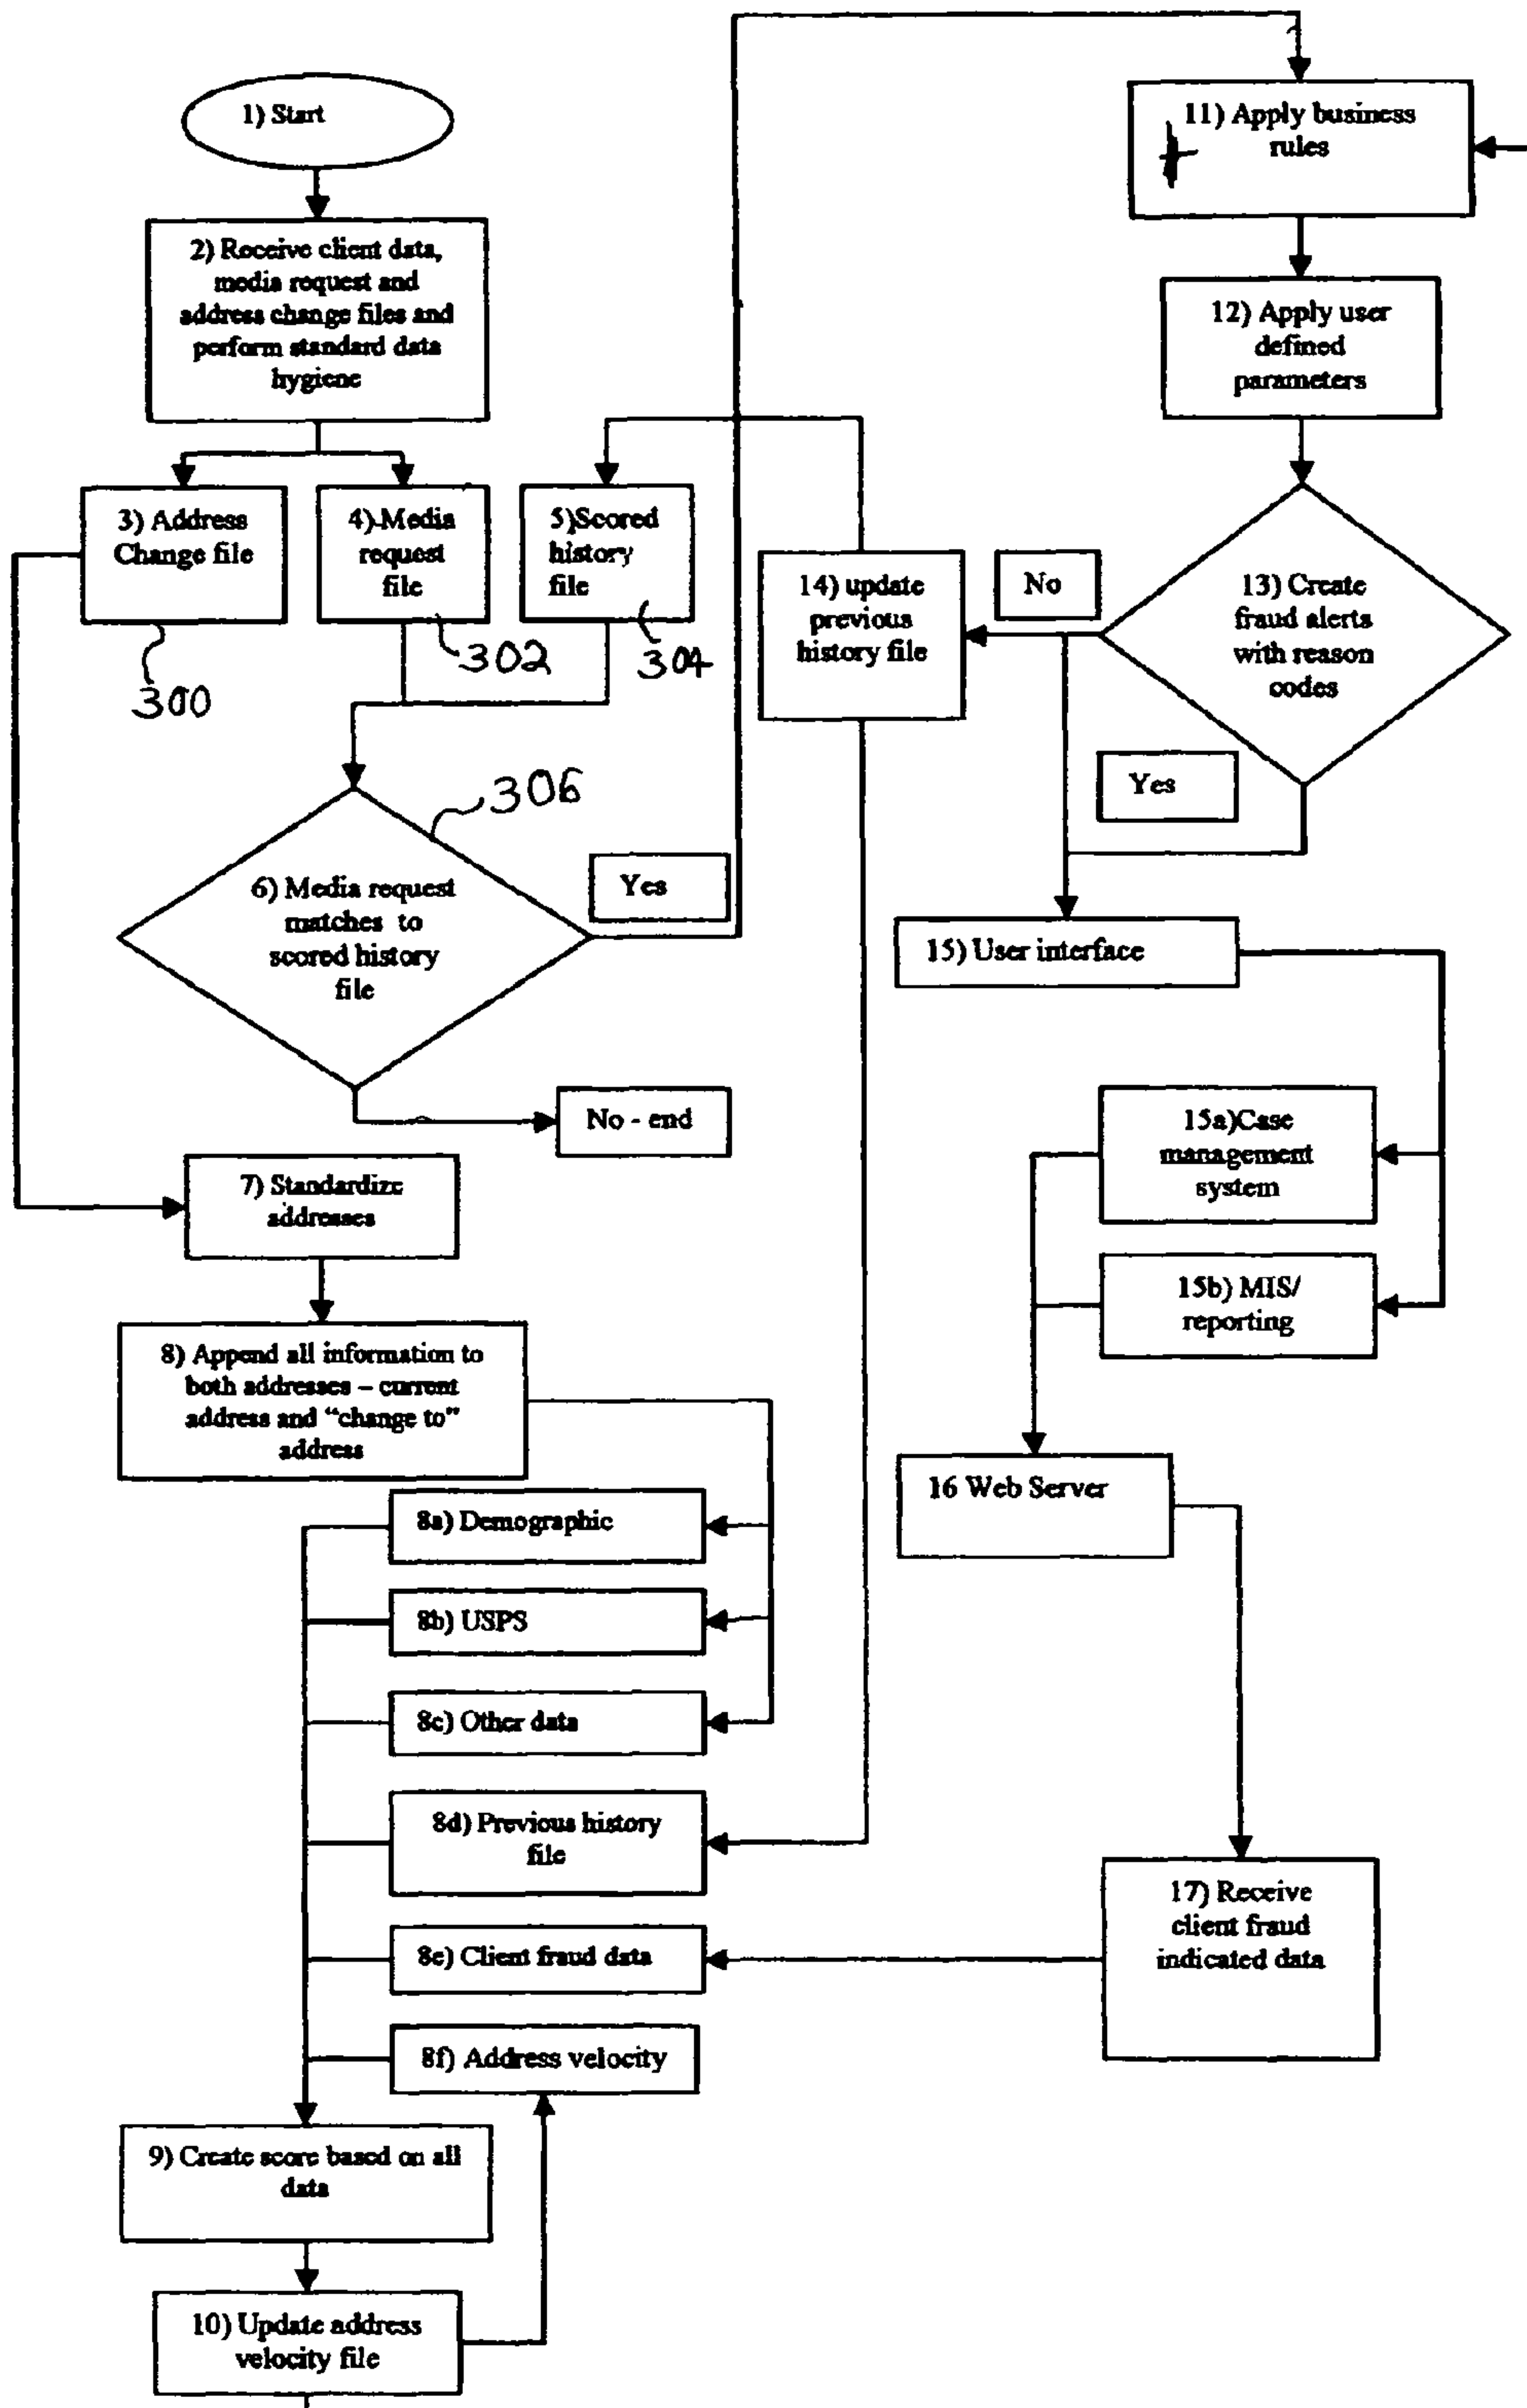 1) Start
2) Receive client data,
media request and
address change files and
perform standard data
hygiene
3) Address
Change file
300
4) Media
request
file
302
5)Scored
history
file
304
6) Media request
matches to
scored history
file
306
Yes
No - end
7) Standardize
addresses
8) Append all information to
both addresses – current
address and “change to”
address
8a) Demographic
8b) USPS
8c) Other data
8d) Previous history
file
8e) Client fraud data
8f) Address velocity
9) Create score based on all
data
10) Update address
velocity file
11) Apply business
rules
12) Apply user
defined
parameters
13) Create
fraud alerts
with reason
codes
No
Yes
14) update
previous
history file
15) User interface
15a)Case
management
system
15b) MIS/
reporting
16 Web Server
17) Receive
client fraud
indicated data